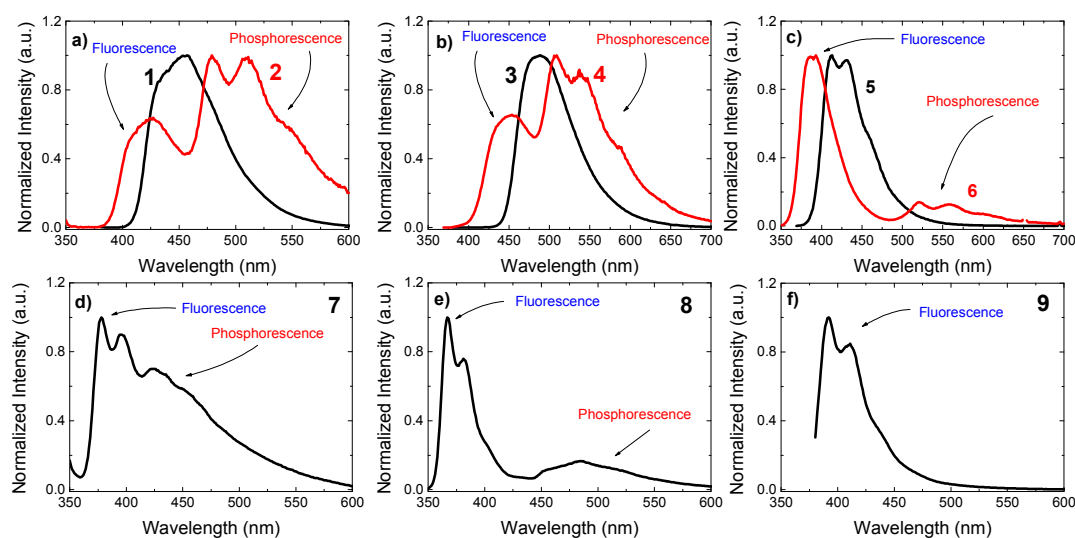 a)
Fluorescence
Phosphorescence
1
2
Normalized Intensity (a.u.)
1.2
1.0
0.8
0.4
0.0
350 400 450 500 550 600
Wavelength (nm)
b)
Fluorescence
Phosphorescence
3
4
Normalized Intensity (a.u.)
1.2
0.8
0.4
0.0
350 400 450 500 550 600 650 700
Wavelength (nm)
c)
Fluorescence
5
Phosphorescence
6
Normalized Intensity (a.u.)
1.2
0.8
0.4
0.0
350 400 450 500 550 600 650 700
Wavelength (nm)
d)
7
Fluorescence
Phosphorescence
Normalized Intensity (a.u.)
1.2
0.8
0.4
0.0
350 400 450 500 550 600
Wavelength (nm)
e)
8
Fluorescence
Phosphorescence
Normalized Intensity (a.u.)
1.2
0.8
0.4
0.0
350 400 450 500 550 600
Wavelength (nm)
f)
9
Fluorescence
Normalized Intensity (a.u.)
1.2
0.8
0.4
0.0
350 400 450 500 550 600
Wavelength (nm)